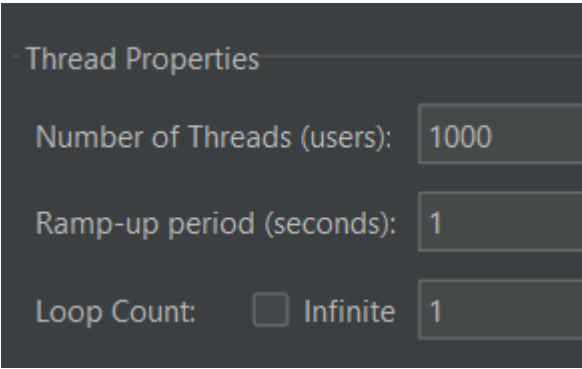 Thread Properties
Number of Threads (users): 1000
Ramp-up period (seconds): 1
Loop Count: Infinite 1